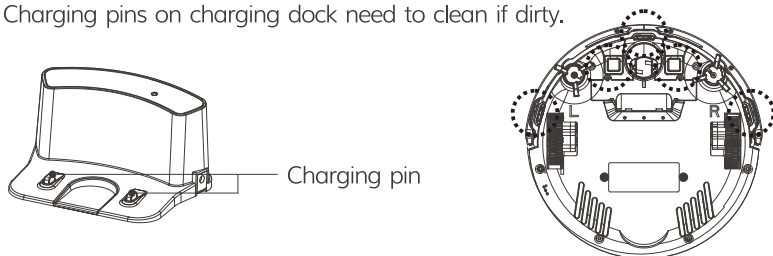 Charging pins on charging dock need to clean if dirty.
Charging pin
L
R